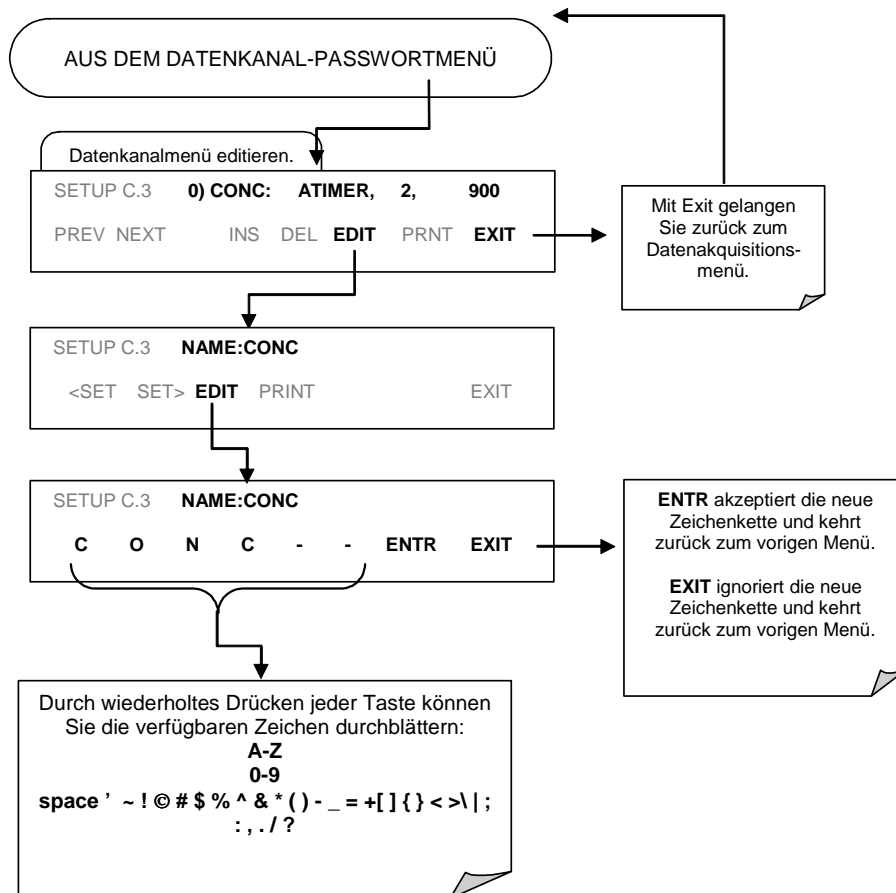 AUS DEM DATENKANAL-PASSWORTMENÜ
Datenkanalmenü editieren.
SETUP C.3 0) CONC: ATIMER, 2, 900
PREV NEXT INS DEL EDIT PRNT EXIT
Mit Exit gelangen
Sie zurück zum
Datenakquisitions-
menü.
SETUP C.3 NAME:CONC
<SET SET> EDIT PRINT EXIT
SETUP C.3 NAME:CONC
C O N C - - ENTR EXIT
ENTR akzeptiert die neue
Zeichenkette und kehrt
zurück zum vorigen Menü.
EXIT ignoriert die neue
Zeichenkette und kehrt
zurück zum vorigen Menü.
Durch wiederholtes Drücken jeder Taste können
Sie die verfügbaren Zeichen durchblättern:
A-Z
0-9
space ' ~ ! © # $ % ^ & * ( ) - _ = +[ ] { } < >\ | ;
: , . / ?